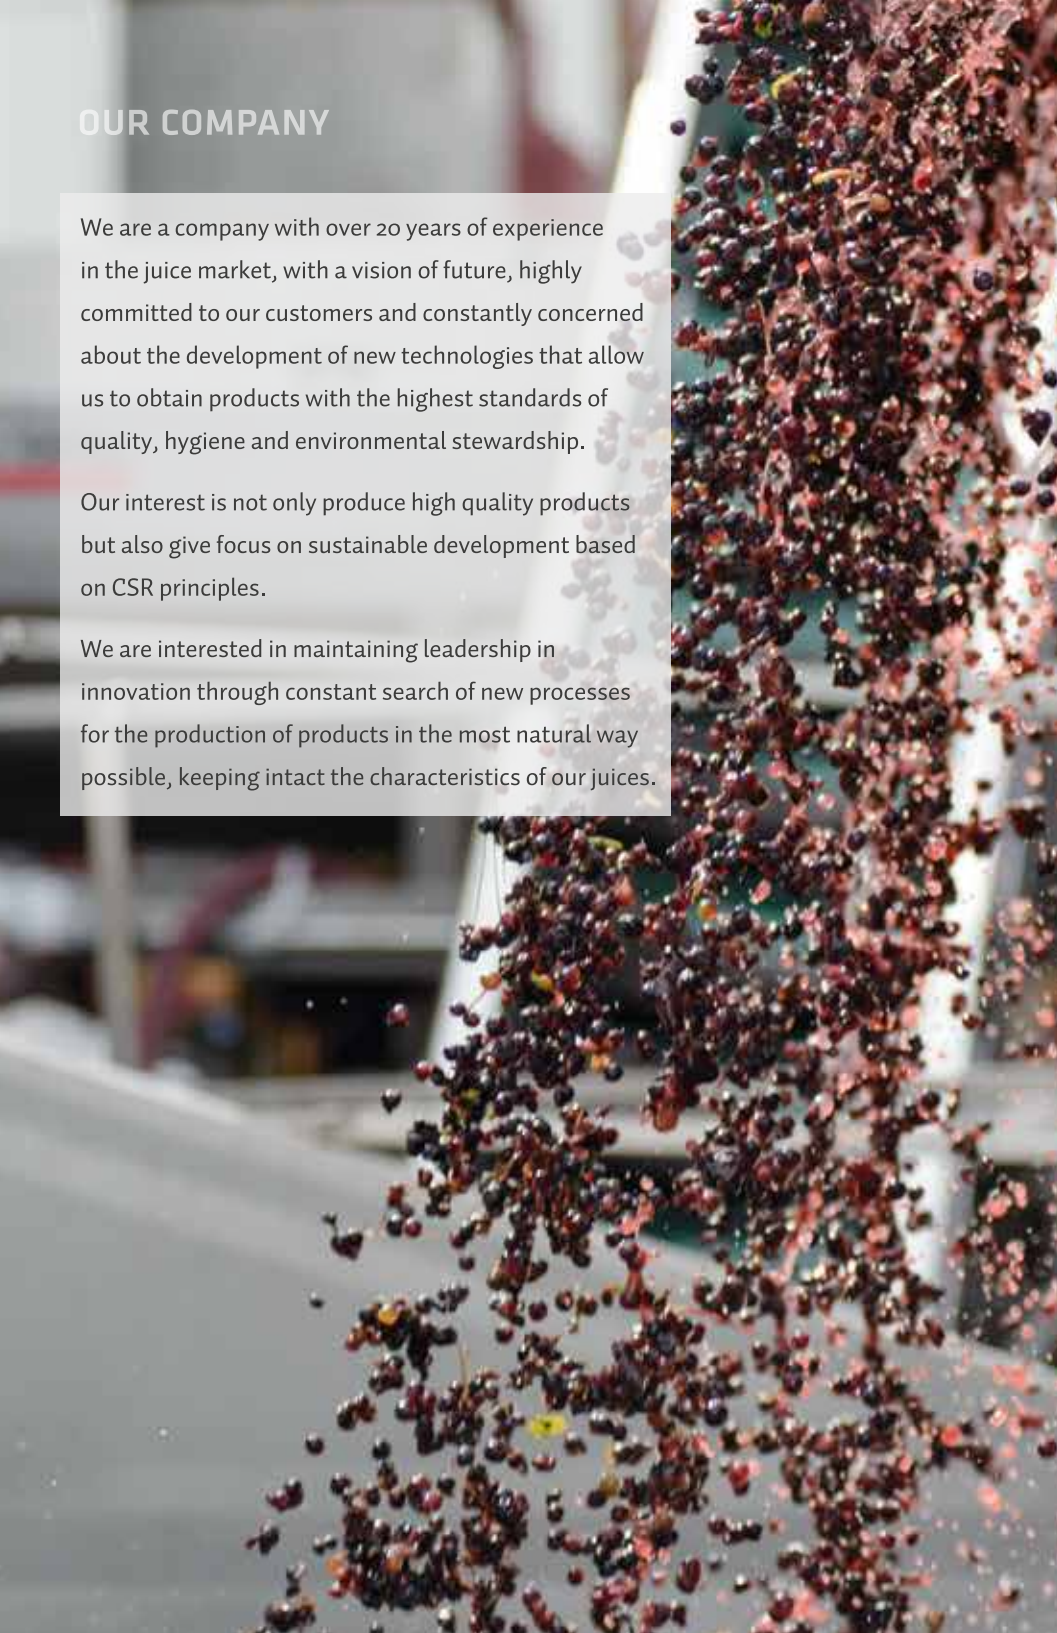 OUR COMPANY
We are a company with over 20 years of experience
in the juice market, with a vision of future, highly
committed to our customers and constantly concerned
about the development of new technologies that allow
us to obtain products with the highest standards of
quality, hygiene and environmental stewardship.
Our interest is not only produce high quality products
but also give focus on sustainable development based
on CSR principles.
We are interested in maintaining leadership in
innovation through constant search of new processes
for the production of products in the most natural way
possible, keeping intact the characteristics of our juices.